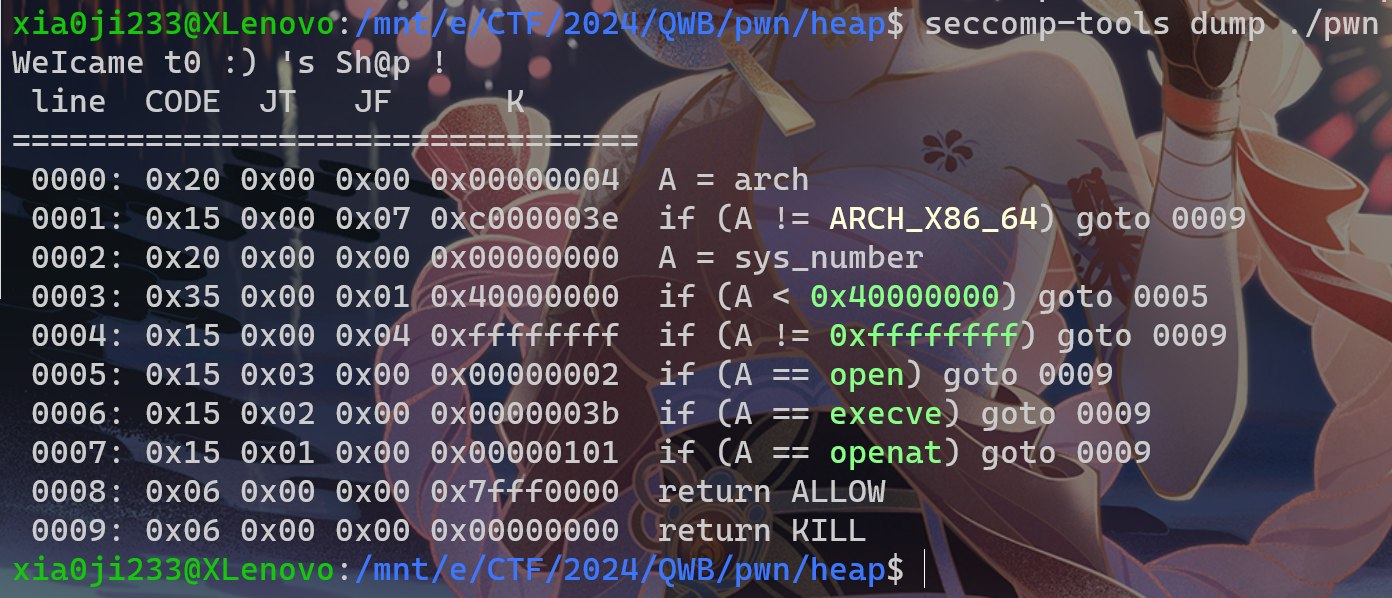 xia0ji233@XLenovo:/mnt/e/CTF/2024/QWB/pwn/heap$ seccomp-tools dump ./pwn
WeIcame t0 :) 's Sh@p !
 line  CODE  JT   JF      K
=================================
 0000: 0x20 0x00 0x00 0x00000004  A = arch
 0001: 0x15 0x00 0x07 0xc000003e  if (A != ARCH_X86_64) goto 0009
 0002: 0x20 0x00 0x00 0x00000000  A = sys_number
 0003: 0x35 0x00 0x01 0x40000000  if (A < 0x40000000) goto 0005
 0004: 0x15 0x00 0x04 0xffffffff  if (A != 0xffffffff) goto 0009
 0005: 0x15 0x03 0x00 0x00000002  if (A == open) goto 0009
 0006: 0x15 0x02 0x00 0x0000003b  if (A == execve) goto 0009
 0007: 0x15 0x01 0x00 0x00000101  if (A == openat) goto 0009
 0008: 0x06 0x00 0x00 0x7fff0000  return ALLOW
 0009: 0x06 0x00 0x00 0x00000000  return KILL
xia0ji233@XLenovo:/mnt/e/CTF/2024/QWB/pwn/heap$